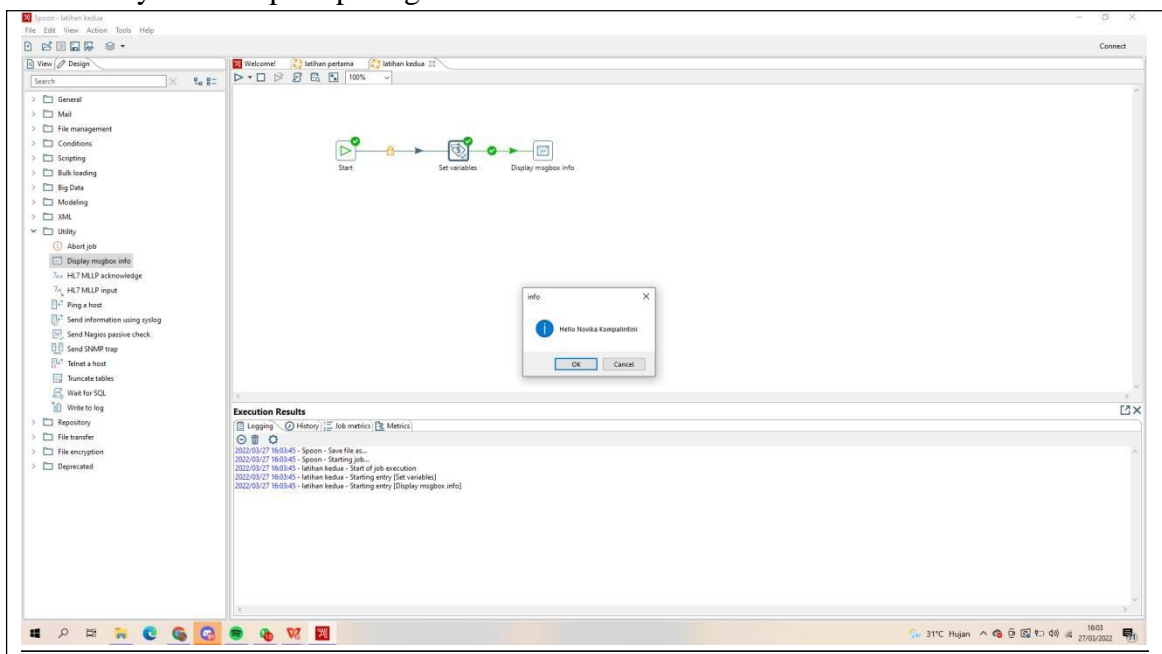 Spoon - latihan kedua
File Edit View Action Tools Help
Connect
View Design
Welcome! latihan pertama latihan kedua
Search
100%
General
Mail
File management
Conditions
Scripting
Bulk loading
Big Data
Modeling
XML
Utility
Abort job
Display msgbox info
HL7 MLLP acknowledge
HL7 MLLP input
Ping a host
Send information using syslog
Send Nagios passive check
Send SNMP trap
Telnet a host
Truncate tables
Wait for SQL
Write to log
Repository
File transfer
File encryption
Deprecated
Start Set variables Display msgbox info
info
Hello Novika Kompalintini
OK Cancel
Execution Results
Logging History Job metrics Metrics
2022/03/27 16:03:45 - Spoon - Save file as...
2022/03/27 16:03:45 - Spoon - Starting job...
2022/03/27 16:03:45 - latihan kedua - Start of job execution
2022/03/27 16:03:45 - latihan kedua - Starting entry [Set variables]
2022/03/27 16:03:45 - latihan kedua - Starting entry [Display msgbox info]
31°C Hujan
16:03
27/03/2022